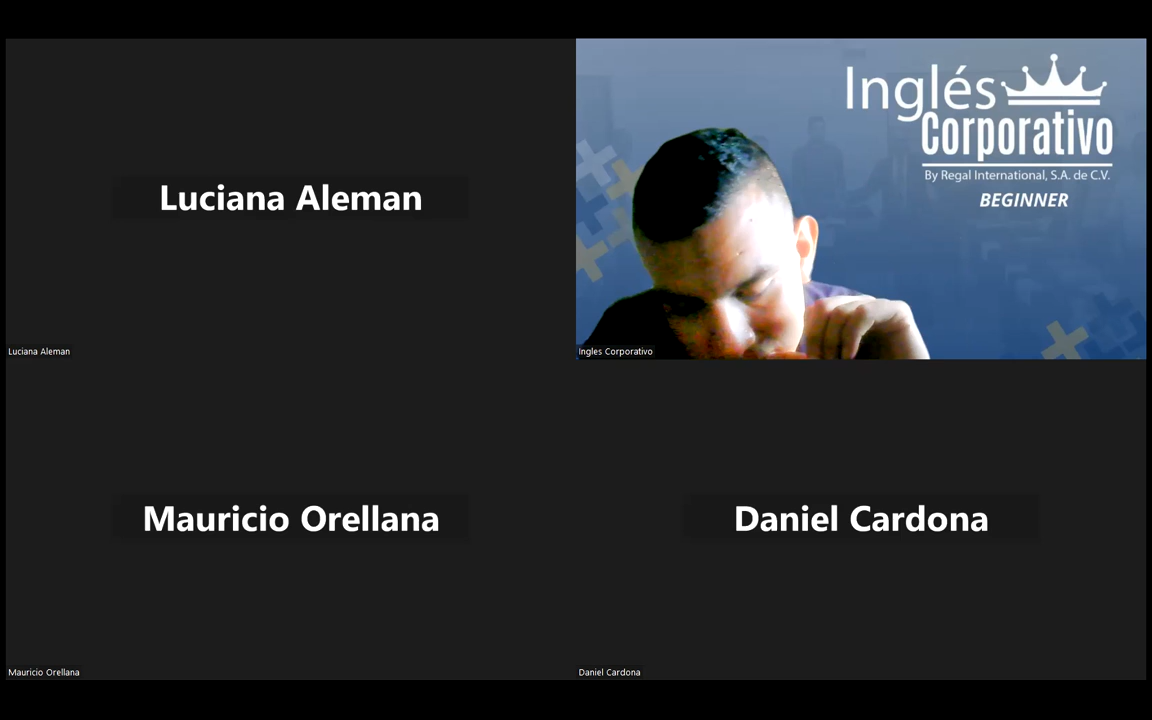 Luciana Aleman
Luciana Aleman
Inglés
Corporativo
By Regal International, S.A. de C.V.
BEGINNER
Ingles Corporativo
Mauricio Orellana
Mauricio Orellana
Daniel Cardona
Daniel Cardona